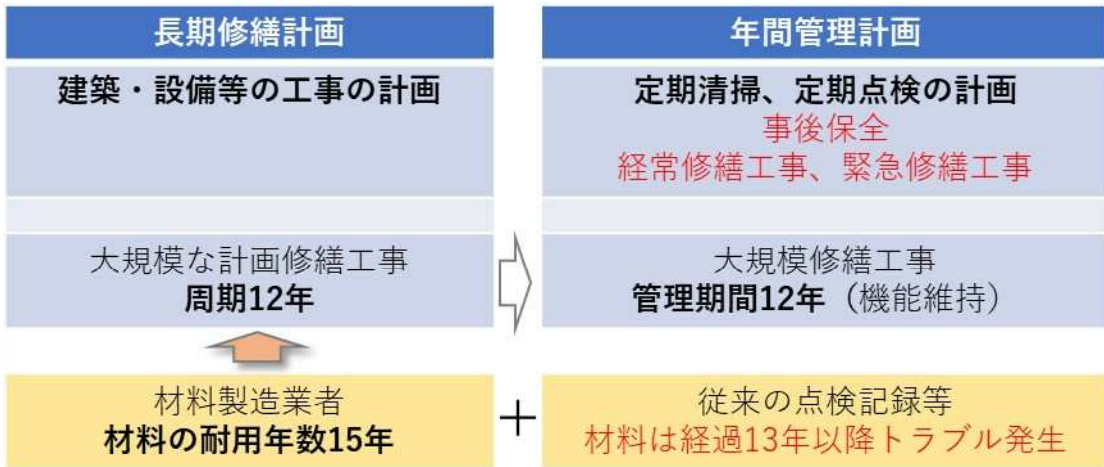 長期修繕計画
建築・設備等の工事の計画
大規模な計画修繕工事
周期12年
材料製造業者
材料の耐用年数15年
+
年間管理計画
定期清掃、定期点検の計画
事後保全
経常修繕工事、緊急修繕工事
大規模修繕工事
管理期間12年（機能維持）
従来の点検記録等
材料は経過13年以降トラブル発生